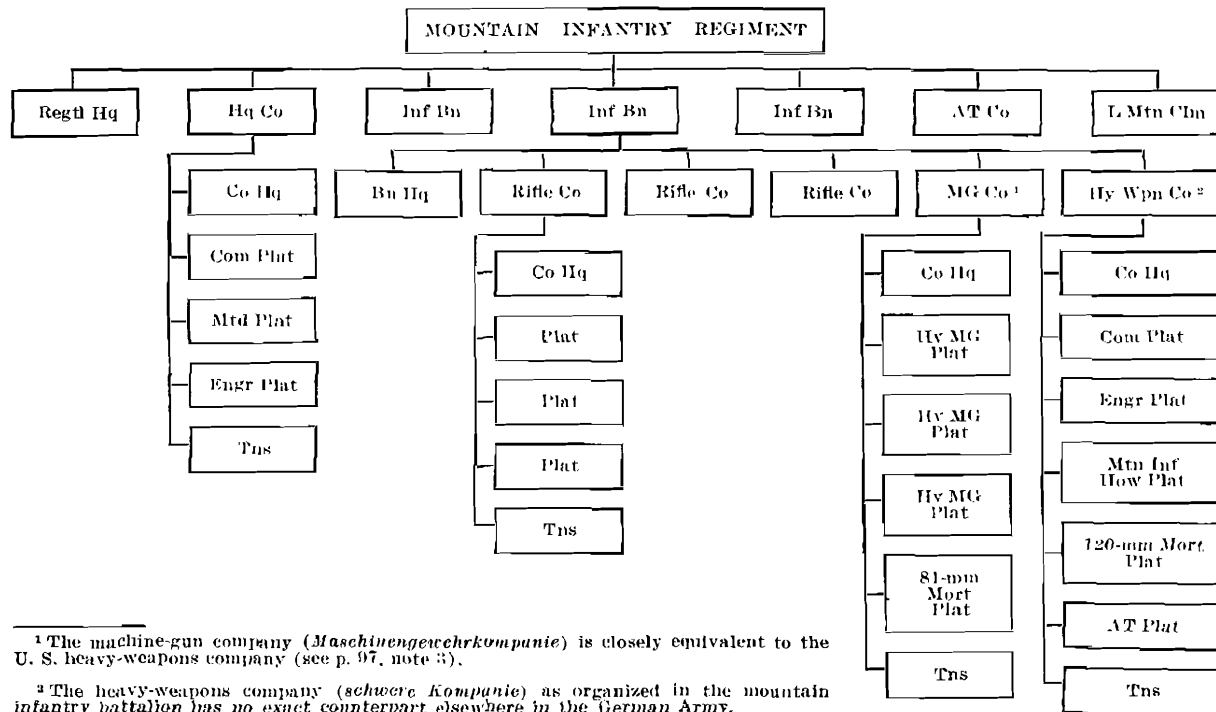 MOUNTAIN INFANTRY REGIMENT
Regtl Hq
Hq Co
Inf Bn
Inf Bn
Inf Bn
AT Co
L Mtn Clmn
Co Hq
Com Plat
Mtd Plat
Engr Plat
Tns
Bn Hq
Rifle Co
Rifle Co
Rifle Co
MG Co ¹
Hy Wpn Co ²
Co Hq
Plat
Plat
Plat
Tns
Co Hq
Hv MG
Plat
Hv MG
Plat
Hv MG
Plat
81-mm
Mort
Plat
Tns
Co Hq
Com Plat
Engr Plat
Mtn Inf
How Plat
120-mm Mort
Plat
AT Plat
Tns
¹ The machine-gun company (Maschinengewehrkompanie) is closely equivalent to the
U. S. heavy-weapons company (see p. 97, note 3).
² The heavy-weapons company (schwere Kompanie) as organized in the mountain
infantry battalion has no exact counterpart elsewhere in the German Army.